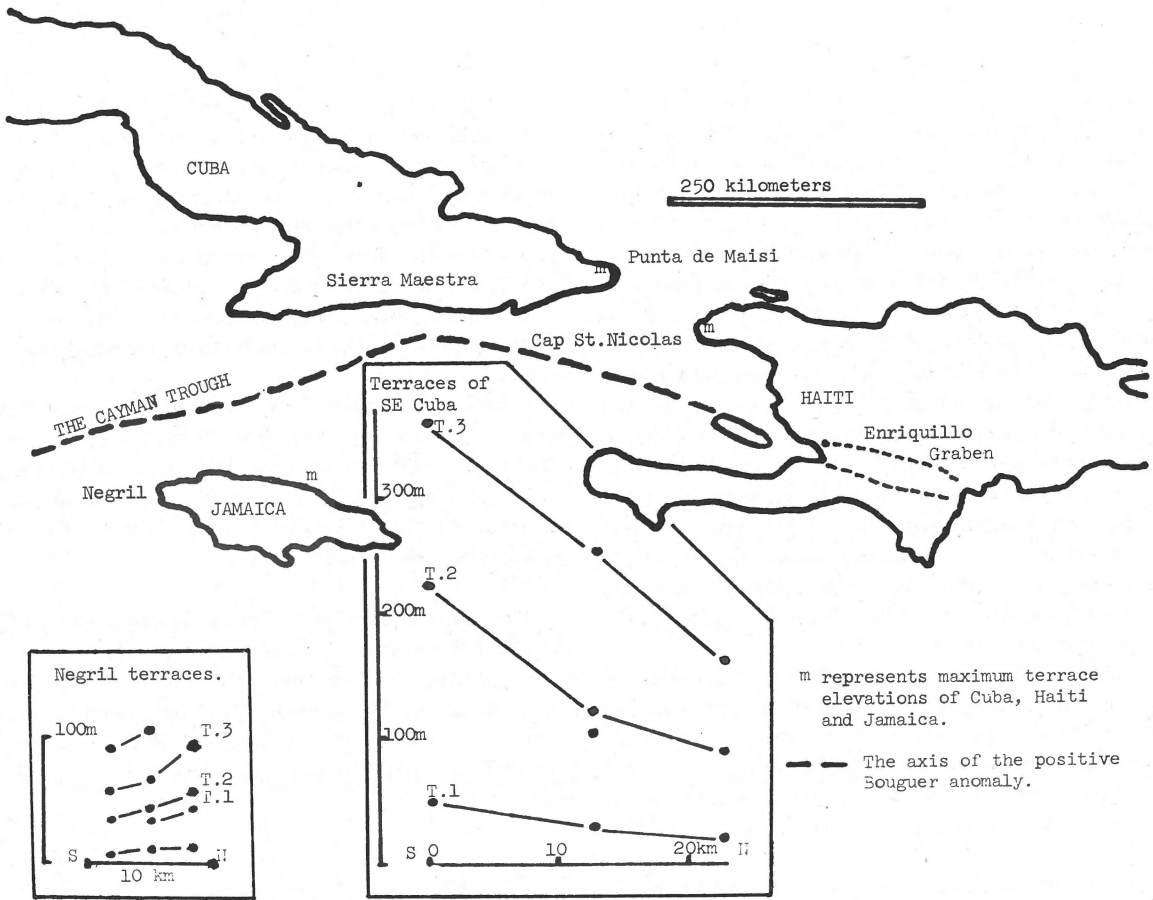 CUBA
250 kilometers
Punta de Maisi
m
Sierra Maestra
Cap St.Nicolas
m
THE CAYMAN TROUGH
HAITI
Enriquillo
Graben
Negril
m
JAMAICA
Terraces of
SE Cuba
T.3
300m
T.2
200m
100m
T.1
S 0 10 20km N
Negril terraces.
100m
T.3
T.2
T.1
S N
10 km
m represents maximum terrace
elevations of Cuba, Haiti
and Jamaica.
The axis of the positive
Bouguer anomaly.